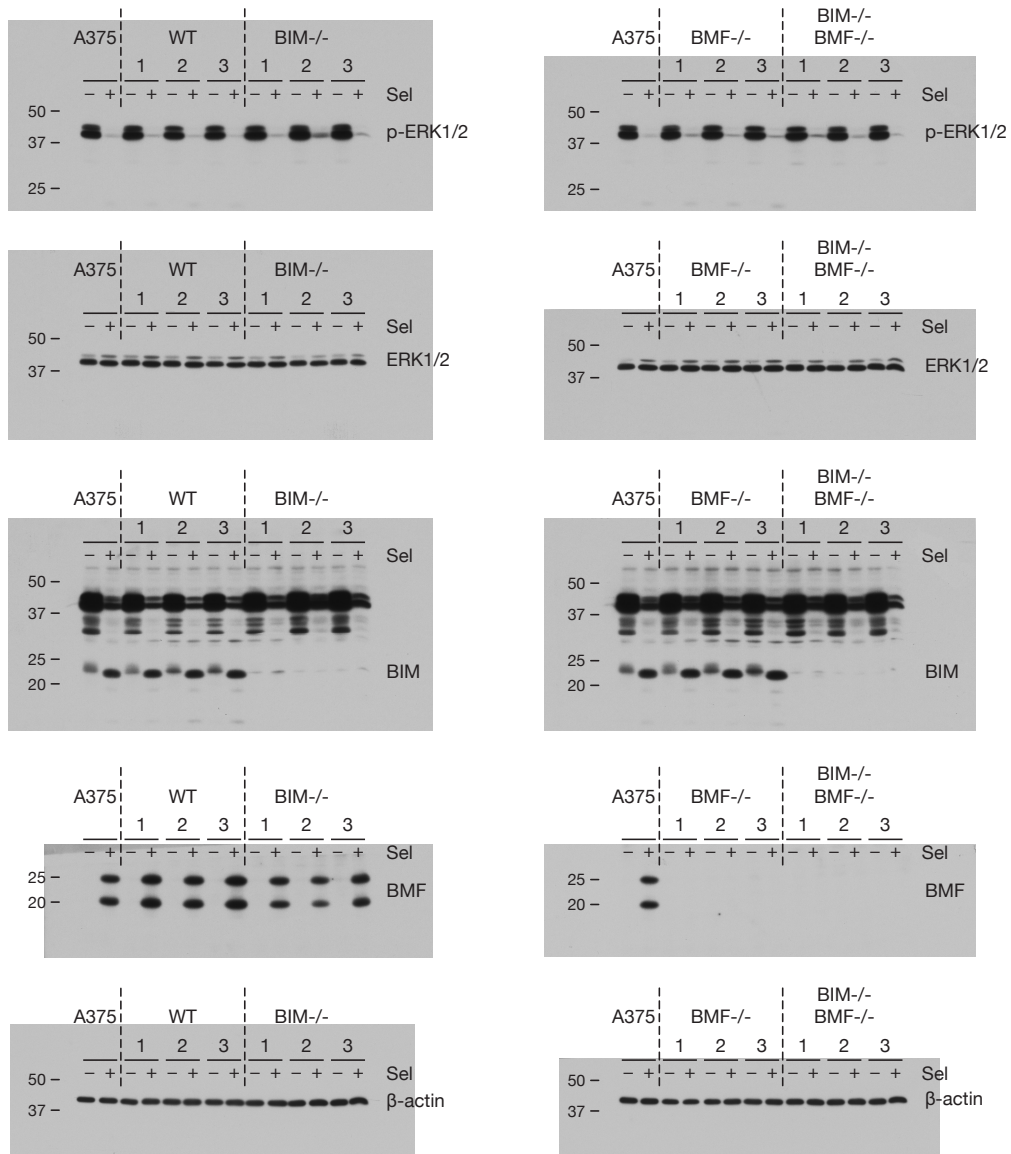 A375 WT BIM-/-
1 2 3 1 2 3
− + − + − + − + − + − + − + Sel
50 −
p-ERK1/2
37 −
25 −
BIM-/-
A375 BMF-/- BMF-/-
1 2 3 1 2 3
− + − + − + − + − + − + − + Sel
50 −
p-ERK1/2
37 −
25 −
A375 WT BIM-/-
1 2 3 1 2 3
− + − + − + − + − + − + − + Sel
50 −
ERK1/2
37 −
BIM-/-
A375 BMF-/- BMF-/-
1 2 3 1 2 3
− + − + − + − + − + − + − + Sel
50 −
ERK1/2
37 −
A375 WT BIM-/-
1 2 3 1 2 3
− + − + − + − + − + − + − + Sel
50 −
37 −
25 −
BIM
20 −
BIM-/-
A375 BMF-/- BMF-/-
1 2 3 1 2 3
− + − + − + − + − + − + − + Sel
50 −
37 −
25 −
BIM
20 −
A375 WT BIM-/-
1 2 3 1 2 3
− + − + − + − + − + − + − + Sel
25 −
BMF
20 −
BIM-/-
A375 BMF-/- BMF-/-
1 2 3 1 2 3
− + − + − + − + − + − + − + Sel
25 −
BMF
20 −
A375 WT BIM-/-
1 2 3 1 2 3
− + − + − + − + − + − + − + Sel
50 −
β-actin
37 −
BIM-/-
A375 BMF-/- BMF-/-
1 2 3 1 2 3
− + − + − + − + − + − + − + Sel
50 −
β-actin
37 −